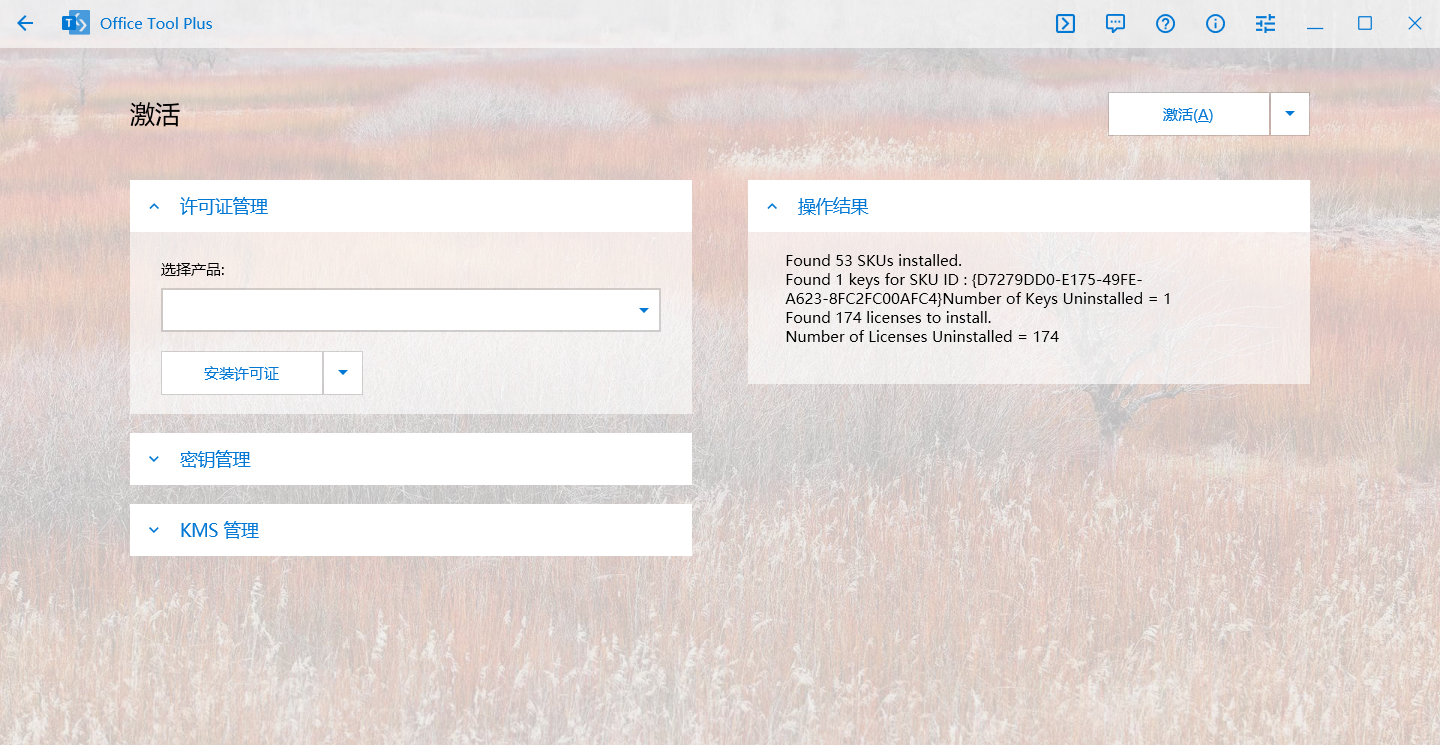 Office Tool Plus
激活
激活(A)
许可证管理
选择产品:
安装许可证
密钥管理
KMS 管理
操作结果
Found 53 SKUs installed.
Found 1 keys for SKU ID : {D7279DD0-E175-49FE-
A623-8FC2FC00AFC4}Number of Keys Uninstalled = 1
Found 174 licenses to install.
Number of Licenses Uninstalled = 174